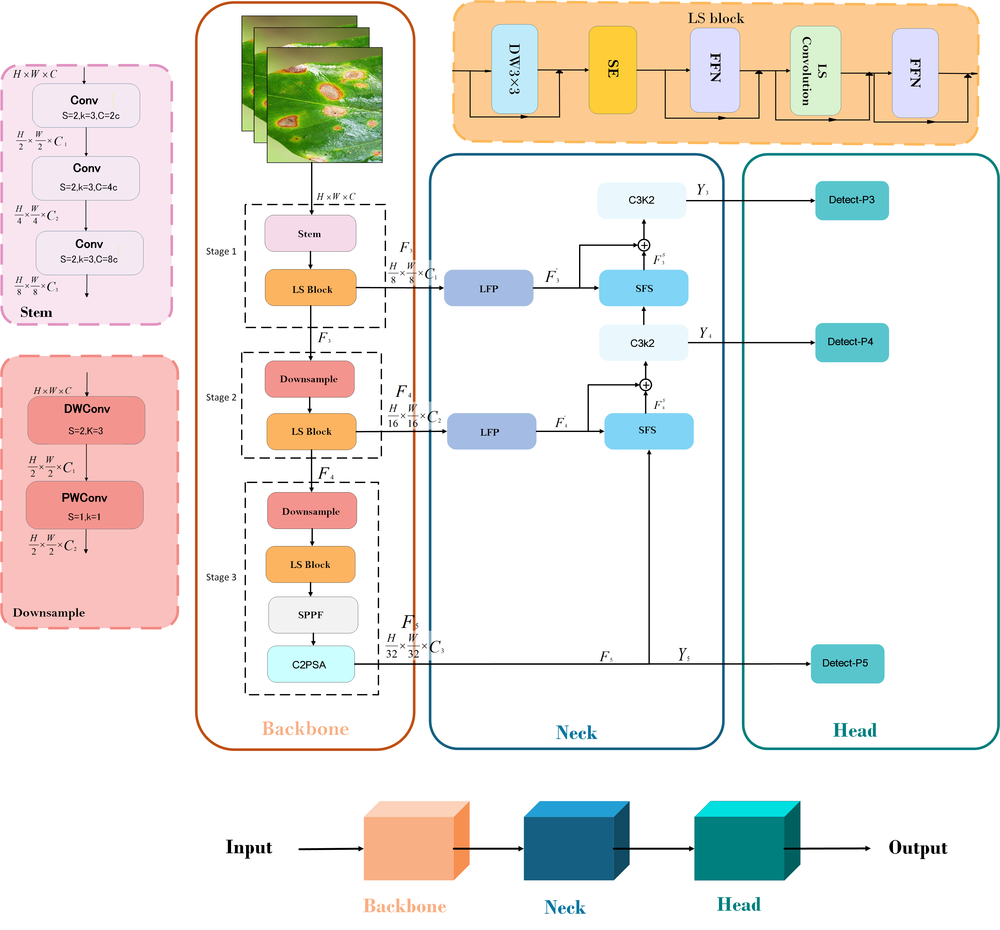 LS block
DW3×3
SE
FFN
LS
Convolution
FFN
H×W×C
Conv
S=2,k=3,C=2c
H/2×W/2×C₁
Conv
S=2,k=3,C=4c
H/4×W/4×C₂
Conv
S=2,k=3,C=8c
H/8×W/8×C₃
Stem
H×W×C
DWConv
S=2,K=3
H/2×W/2×C₁
PWConv
S=1,k=1
H/2×W/2×C₂
Downsample
H×W×C
Stage 1
Stem
LS Block
F₃
H/8×W/8×C₁
F₃
Stage 2
Downsample
LS Block
F₄
H/16×W/16×C₂
F₄
Stage 3
Downsample
LS Block
SPPF
C2PSA
F₅
H/32×W/32×C₃
Backbone
C3K2
Y₃
F₃ˢ
LFP
F₃'
SFS
C3k2
Y₄
F₄ˢ
LFP
F₄'
SFS
F₅
Y₅
Neck
Detect-P3
Detect-P4
Detect-P5
Head
Input
Output
Backbone
Neck
Head